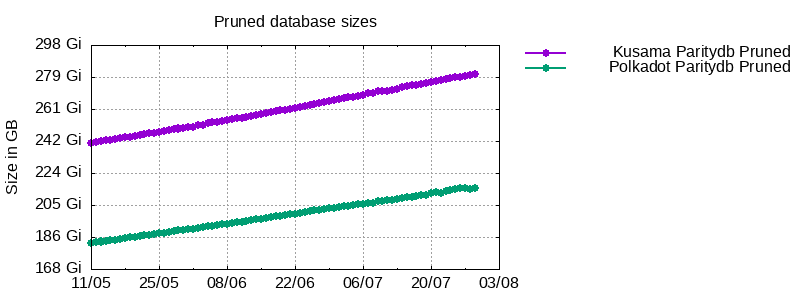 Pruned database sizes
298 Gi
279 Gi
261 Gi
242 Gi
224 Gi
205 Gi
186 Gi
168 Gi
Size in GB
11/05 25/05 08/06 22/06 06/07 20/07 03/08
Kusama Paritydb Pruned
Polkadot Paritydb Pruned